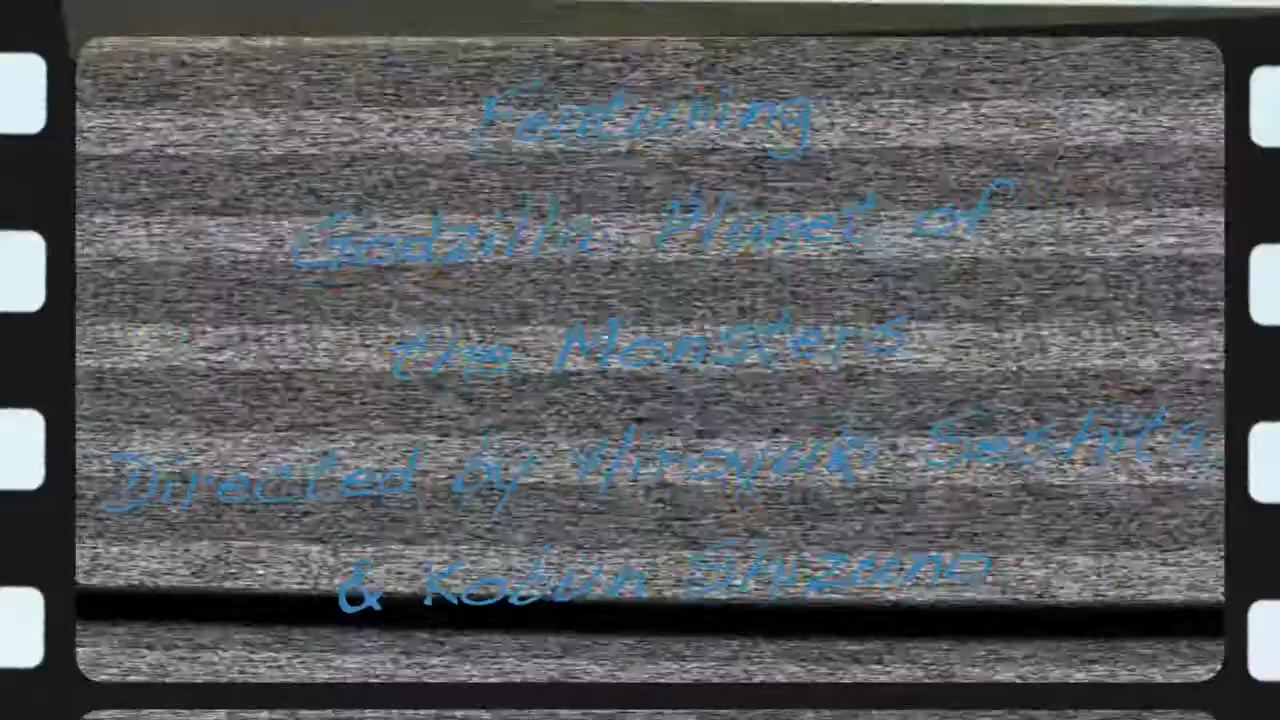 Featuring
Godzilla Planet of
the Monsters
Directed by Hiroyuki Seshita
& Kobun Shizuno